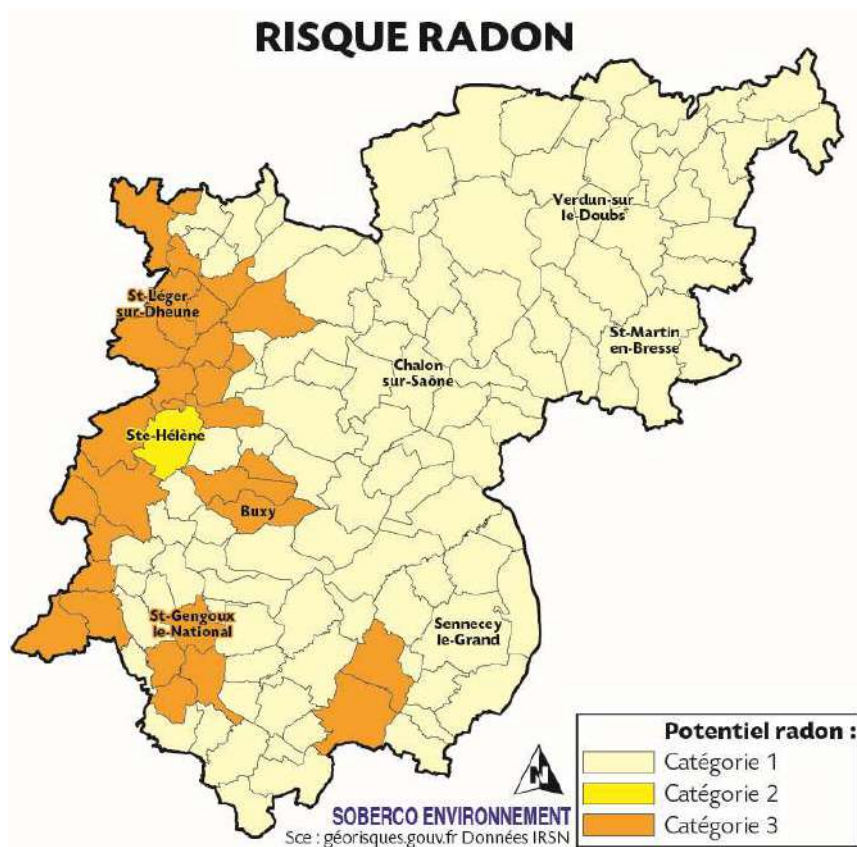 RISQUE RADON
Verdun-sur
le-Doubs
St-Léger
sur-Dheune
St-Martin
en-Bresse
Chalon
sur-Saône
Ste-Hélène
Buxy
St-Gengoux
le-National
Sennecey
le-Grand
Potentiel radon :
Catégorie 1
Catégorie 2
Catégorie 3
N
SOBERCO ENVIRONNEMENT
Sce : géorisques.gouv.fr Données IRSN